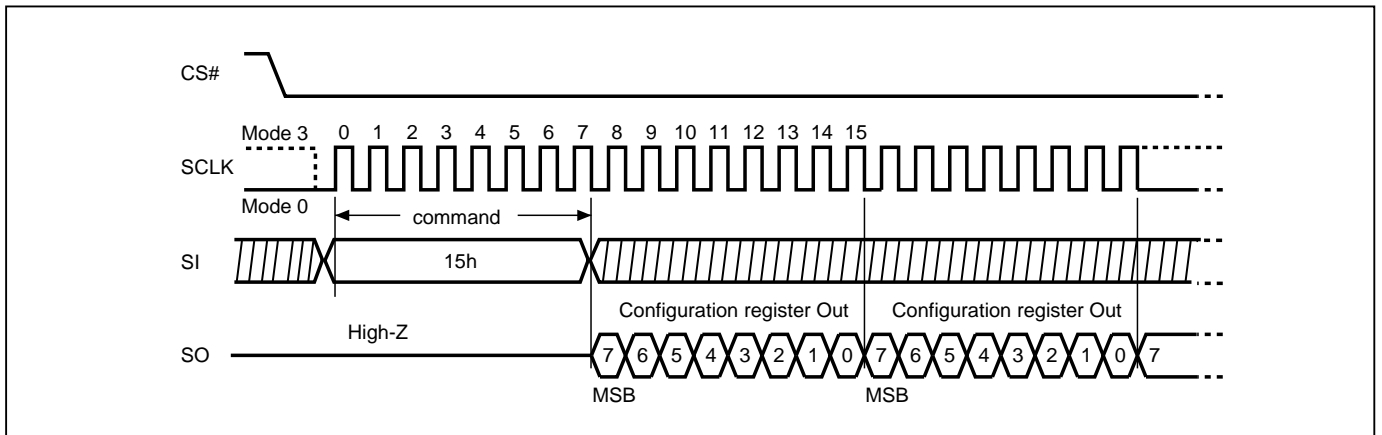 CS#
Mode 3 0 1 2 3 4 5 6 7 8 9 10 11 12 13 14 15
SCLK
Mode 0
command
SI 15h
Configuration register Out Configuration register Out
High-Z
SO 7 6 5 4 3 2 1 0 7 6 5 4 3 2 1 0 7
MSB MSB